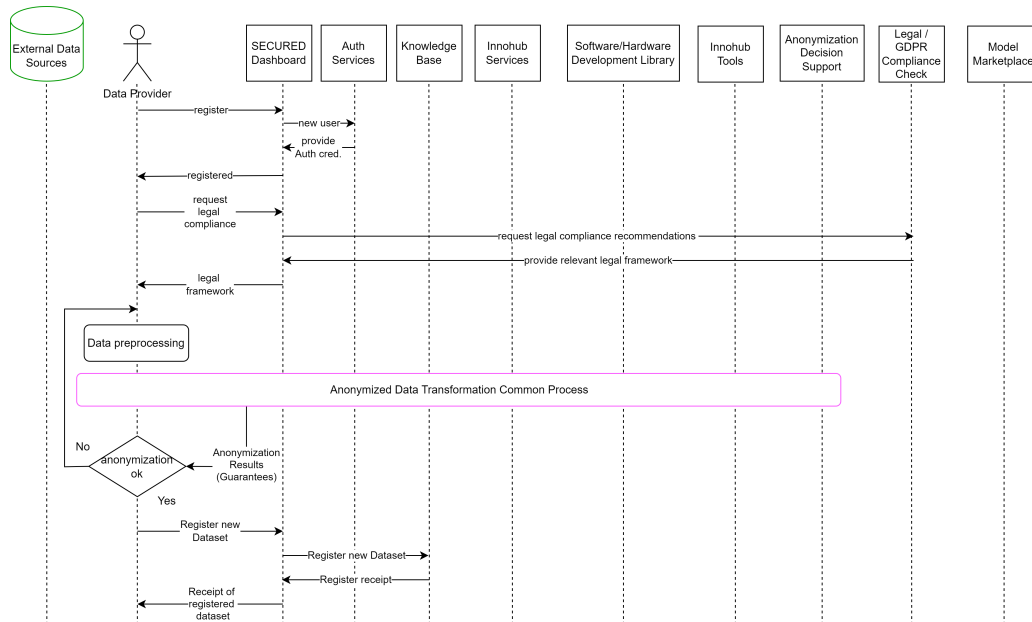 External Data
Sources
Data Provider
SECURED
Dashboard
Auth
Services
Knowledge
Base
Innohub
Services
Software/Hardware
Development Library
Innohub
Tools
Anonymization
Decision
Support
Legal /
GDPR
Compliance
Check
Model
Marketplace
register
new user
provide
Auth cred.
registered
request
legal
compliance
request legal compliance recommendations
provide relevant legal framework
legal
framework
Data preprocessing
Anonymized Data Transformation Common Process
No
anonymization
ok
Anonymization
Results
(Guarantees)
Yes
Register new
Dataset
Register new Dataset
Register receipt
Receipt of
registered
dataset